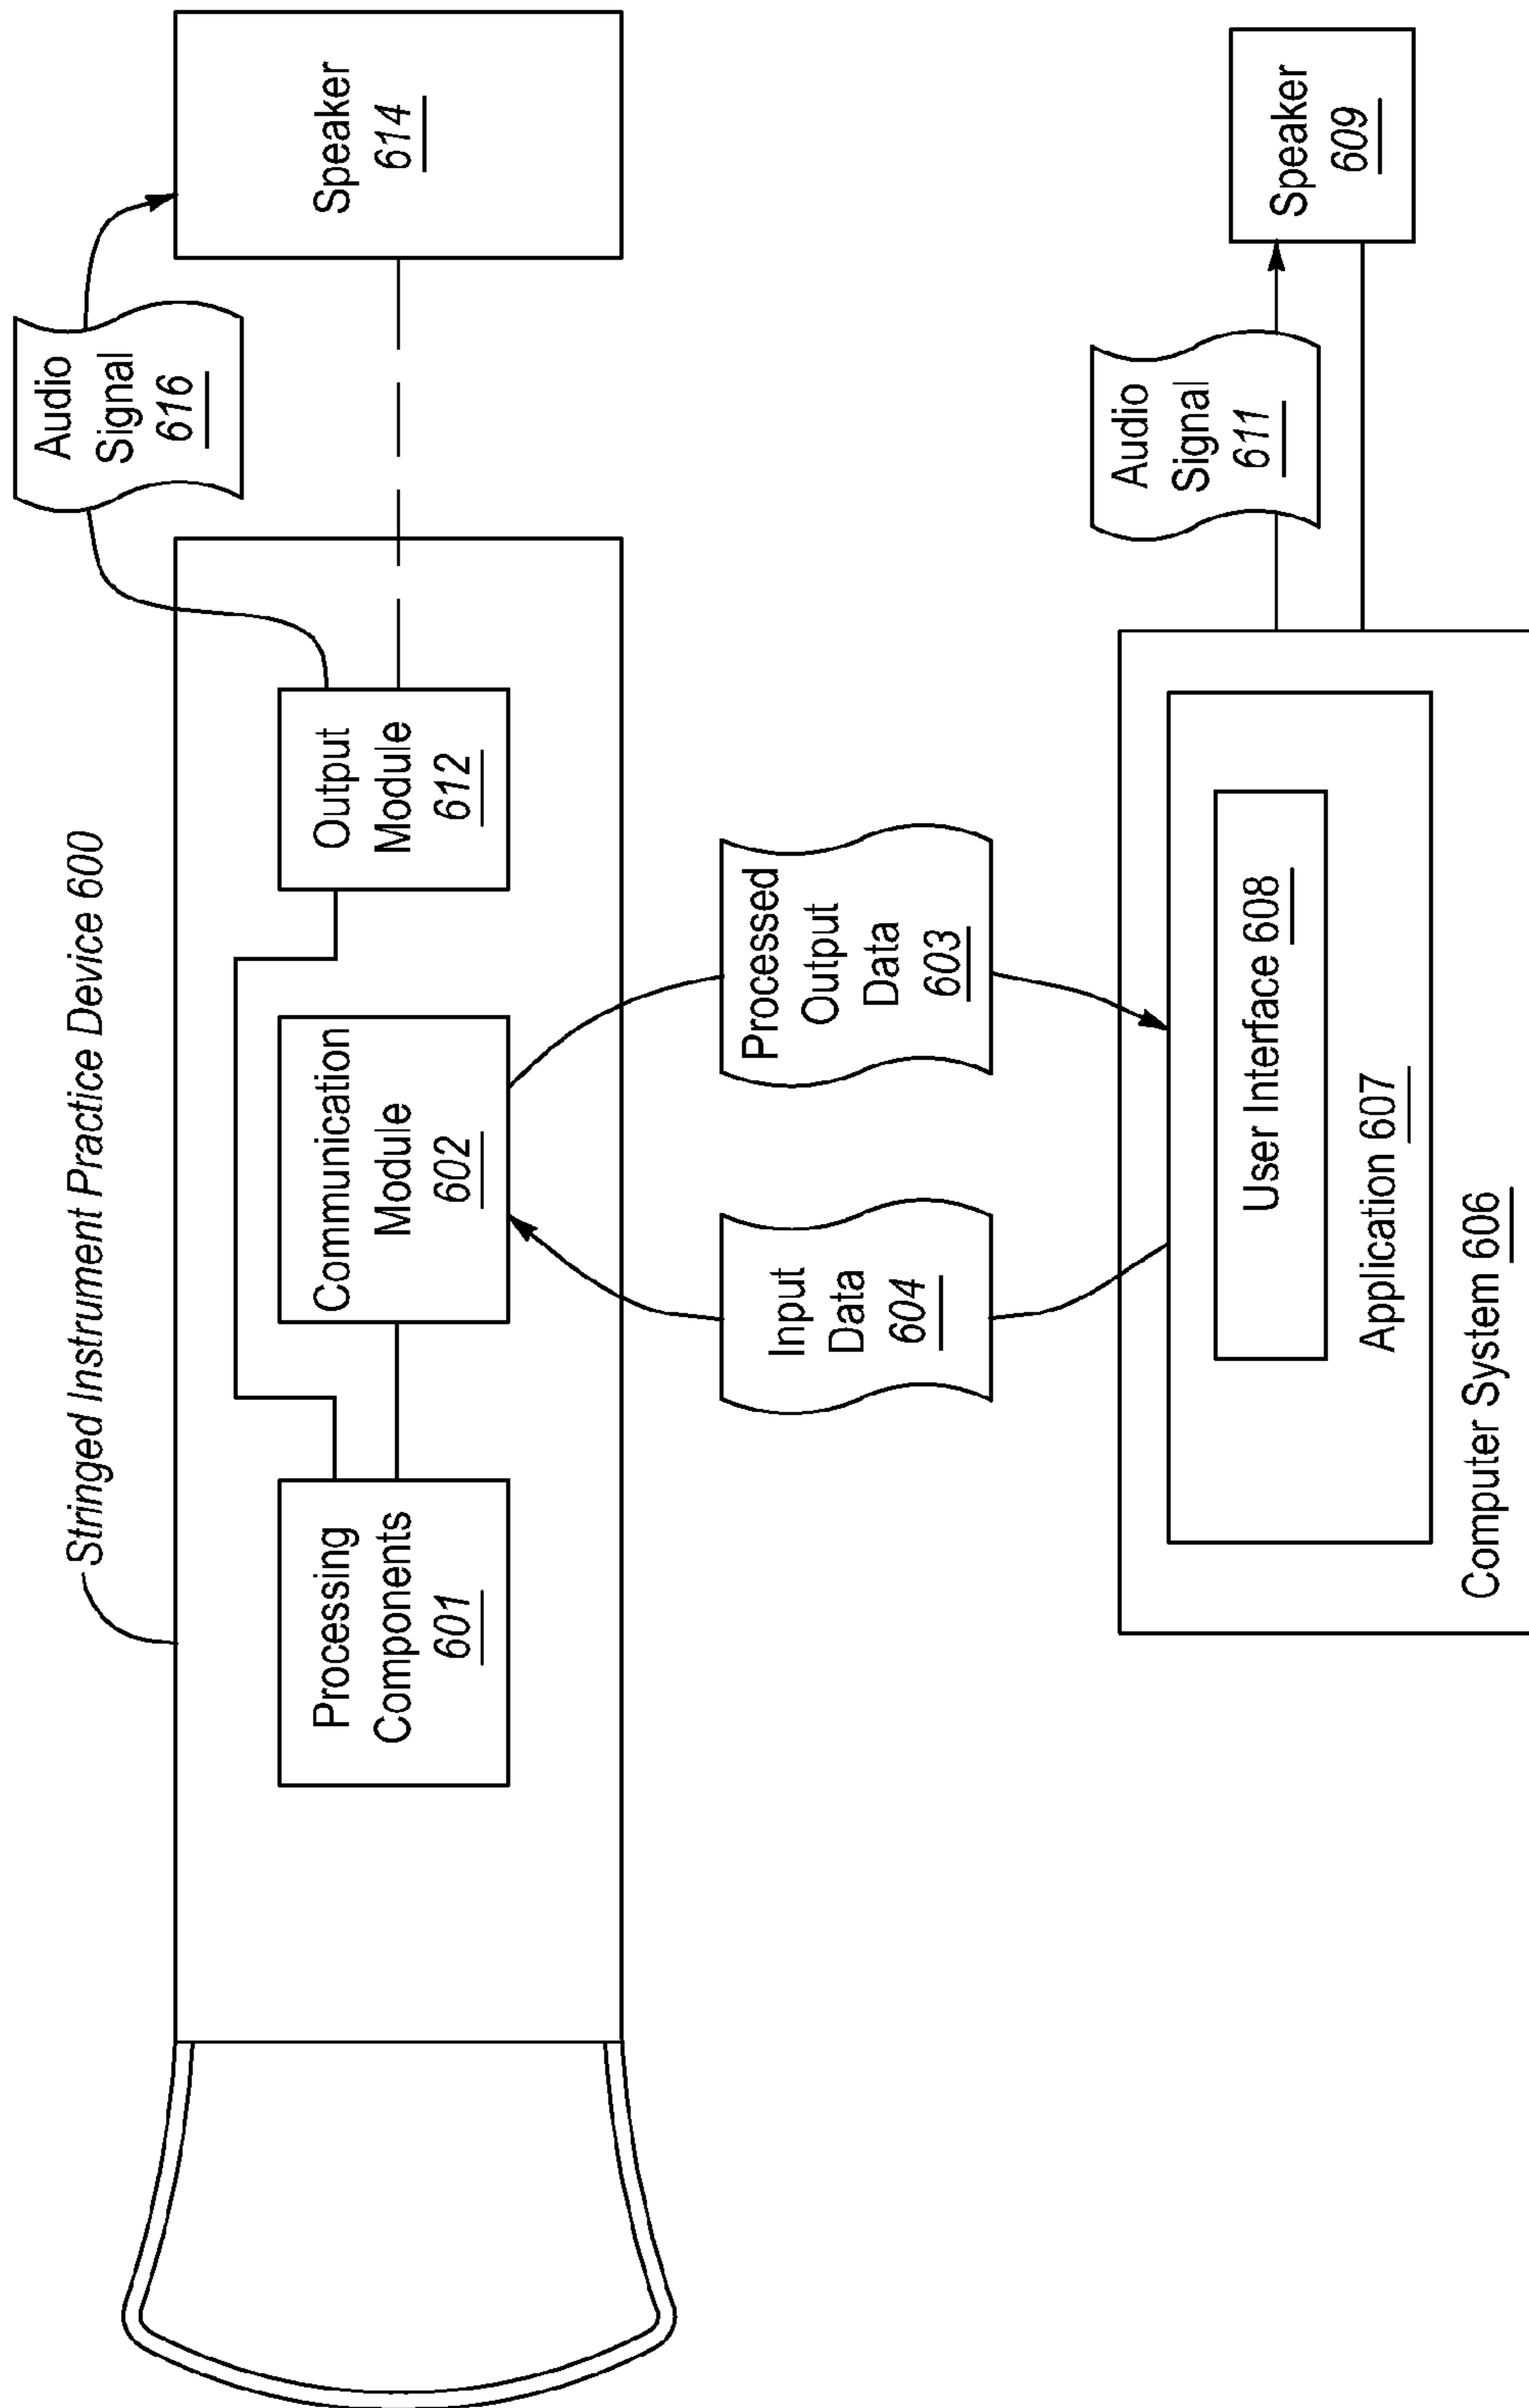 Stringed Instrument Practice Device 600
Processing
Components
601
Communication
Module
602
Output
Module
612
Audio
Signal
616
Speaker
614
Input
Data
604
Processed
Output
Data
603
User Interface 608
Application 607
Computer System 606
Audio
Signal
611
Speaker
609